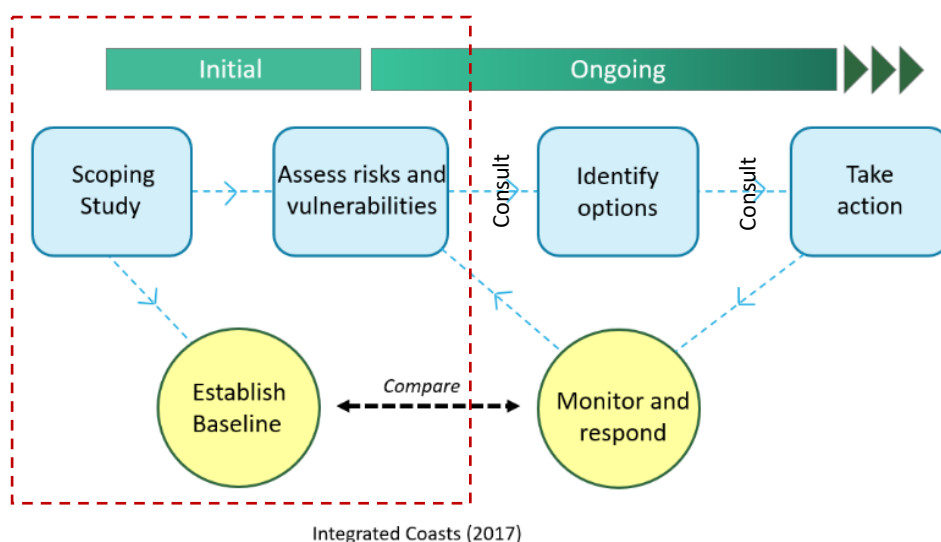 Initial
Ongoing
Scoping
Study
Assess risks and
vulnerabilities
Consult
Identify
options
Consult
Take
action
Establish
Baseline
Compare
Monitor and
respond
Integrated Coasts (2017)